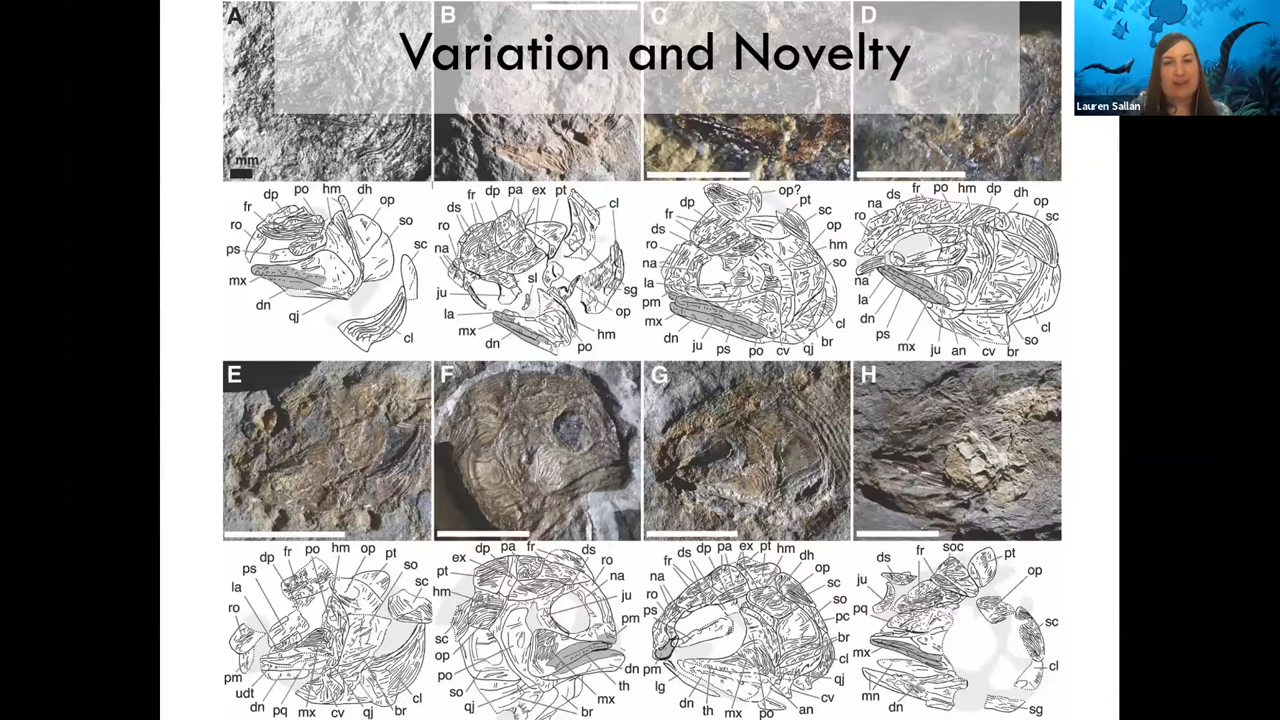 A
B
C
D
Variation and Novelty
Lauren Sallan
1 mm
dp po hm dh op so sc
fr ro ps mx dn qj cl
fr dp pa ex pt cl
ds ro na ju la mx dn sl sg op hm po
op? pt sc op hm so
dp fr ds ro na la pm mx ju ps po cv qj br cl
ds fr po hm dp dh op sc
na ro na la dn ps mx ju an cv br so cl
E
F
G
H
dp fr po hm op pt so sc
ps la ro pm udt dn pq mx cv qj br cl
ex dp pa fr ds ro na ju pm
pt hm sc op po so qj br mx th dn
fr ds dp pa ex pt hm dh op sc so pc br cl qj
na ro ps pm lg dn th mx po an cv
ds fr soc pt op sc cl
ju pq mx mn dn sg